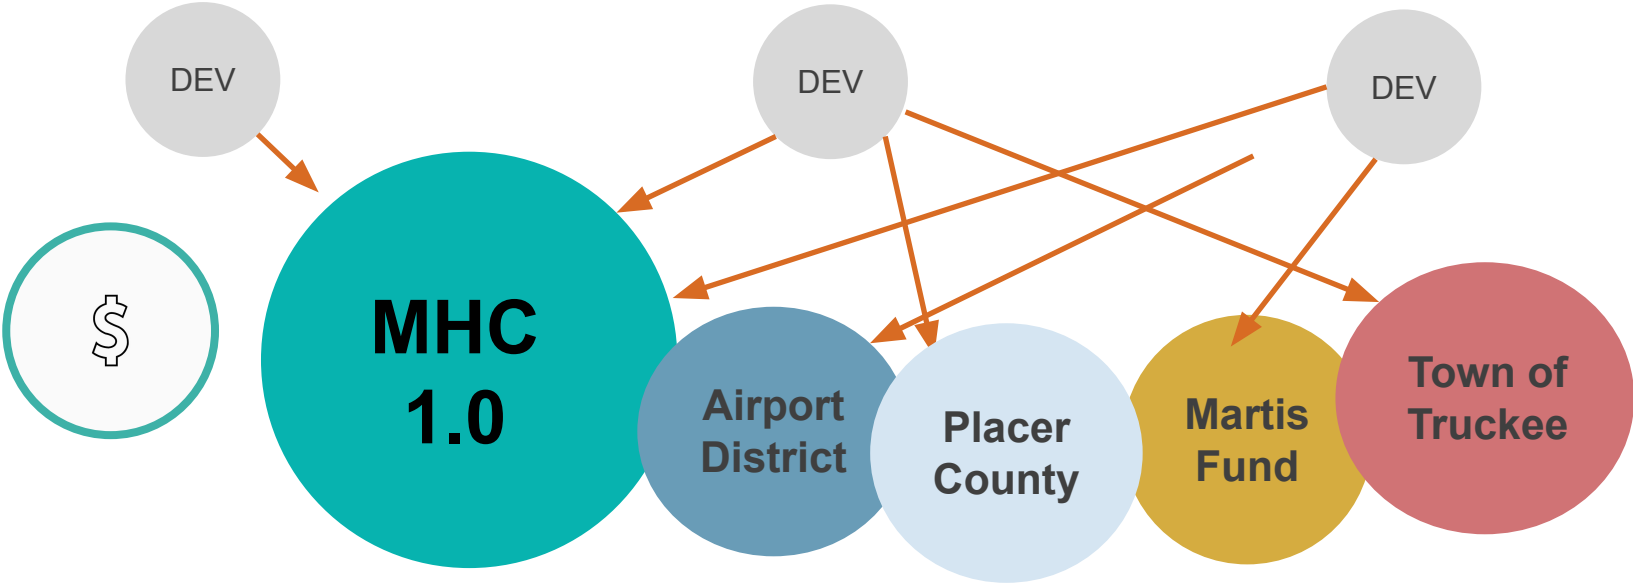 DEV
DEV
DEV
$
MHC
1.0
Airport
District
Placer
County
Martis
Fund
Town of
Truckee